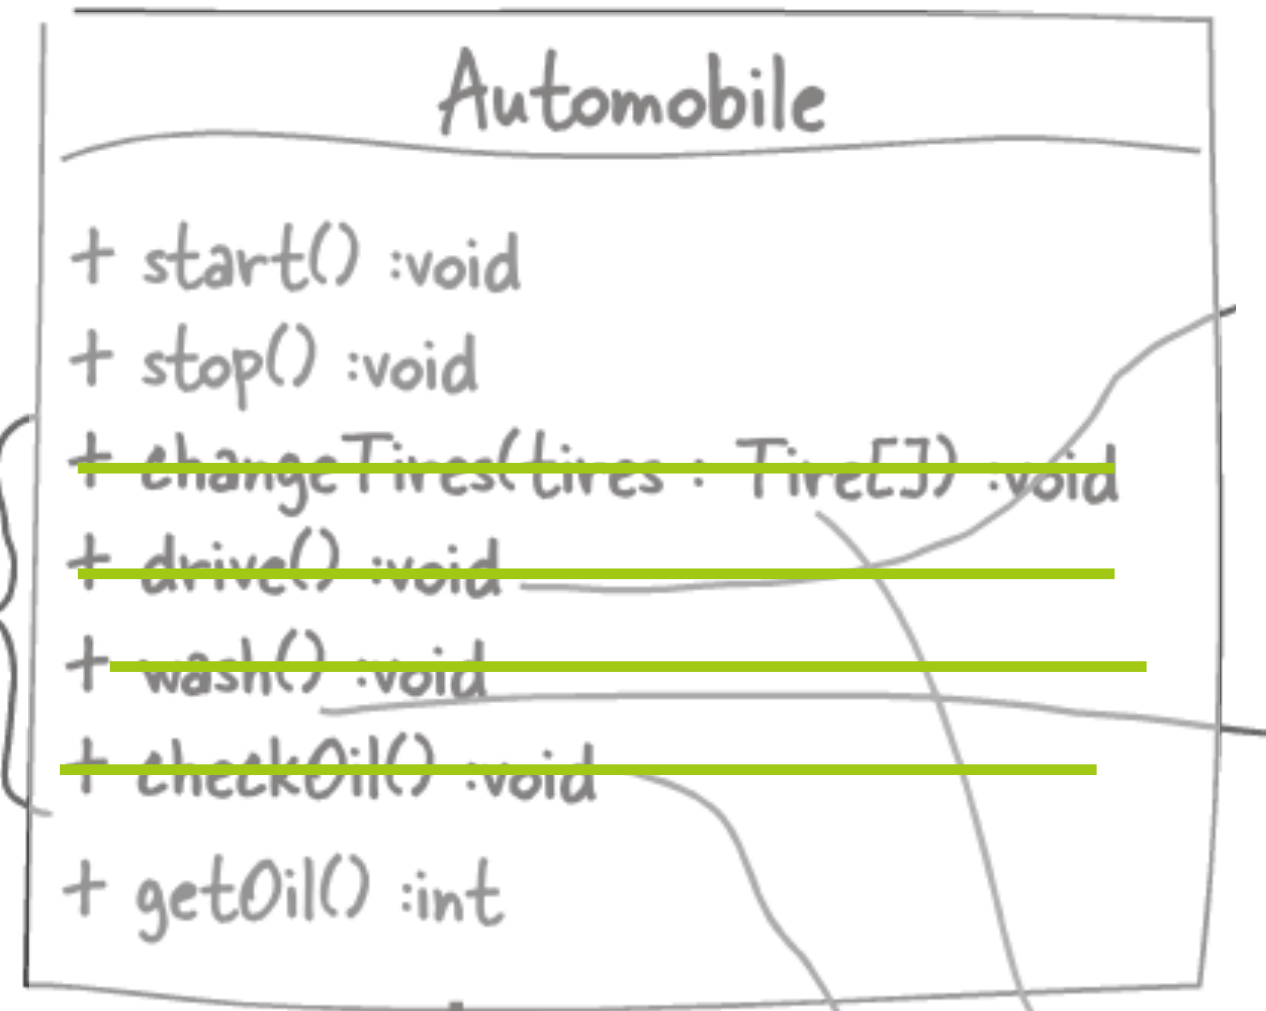 Automobile
+ start() :void
+ stop() :void
+ changeTires(tires : Tire[]) :void
+ drive() :void
+ wash() :void
+ checkOil() :void
+ getOil() :int